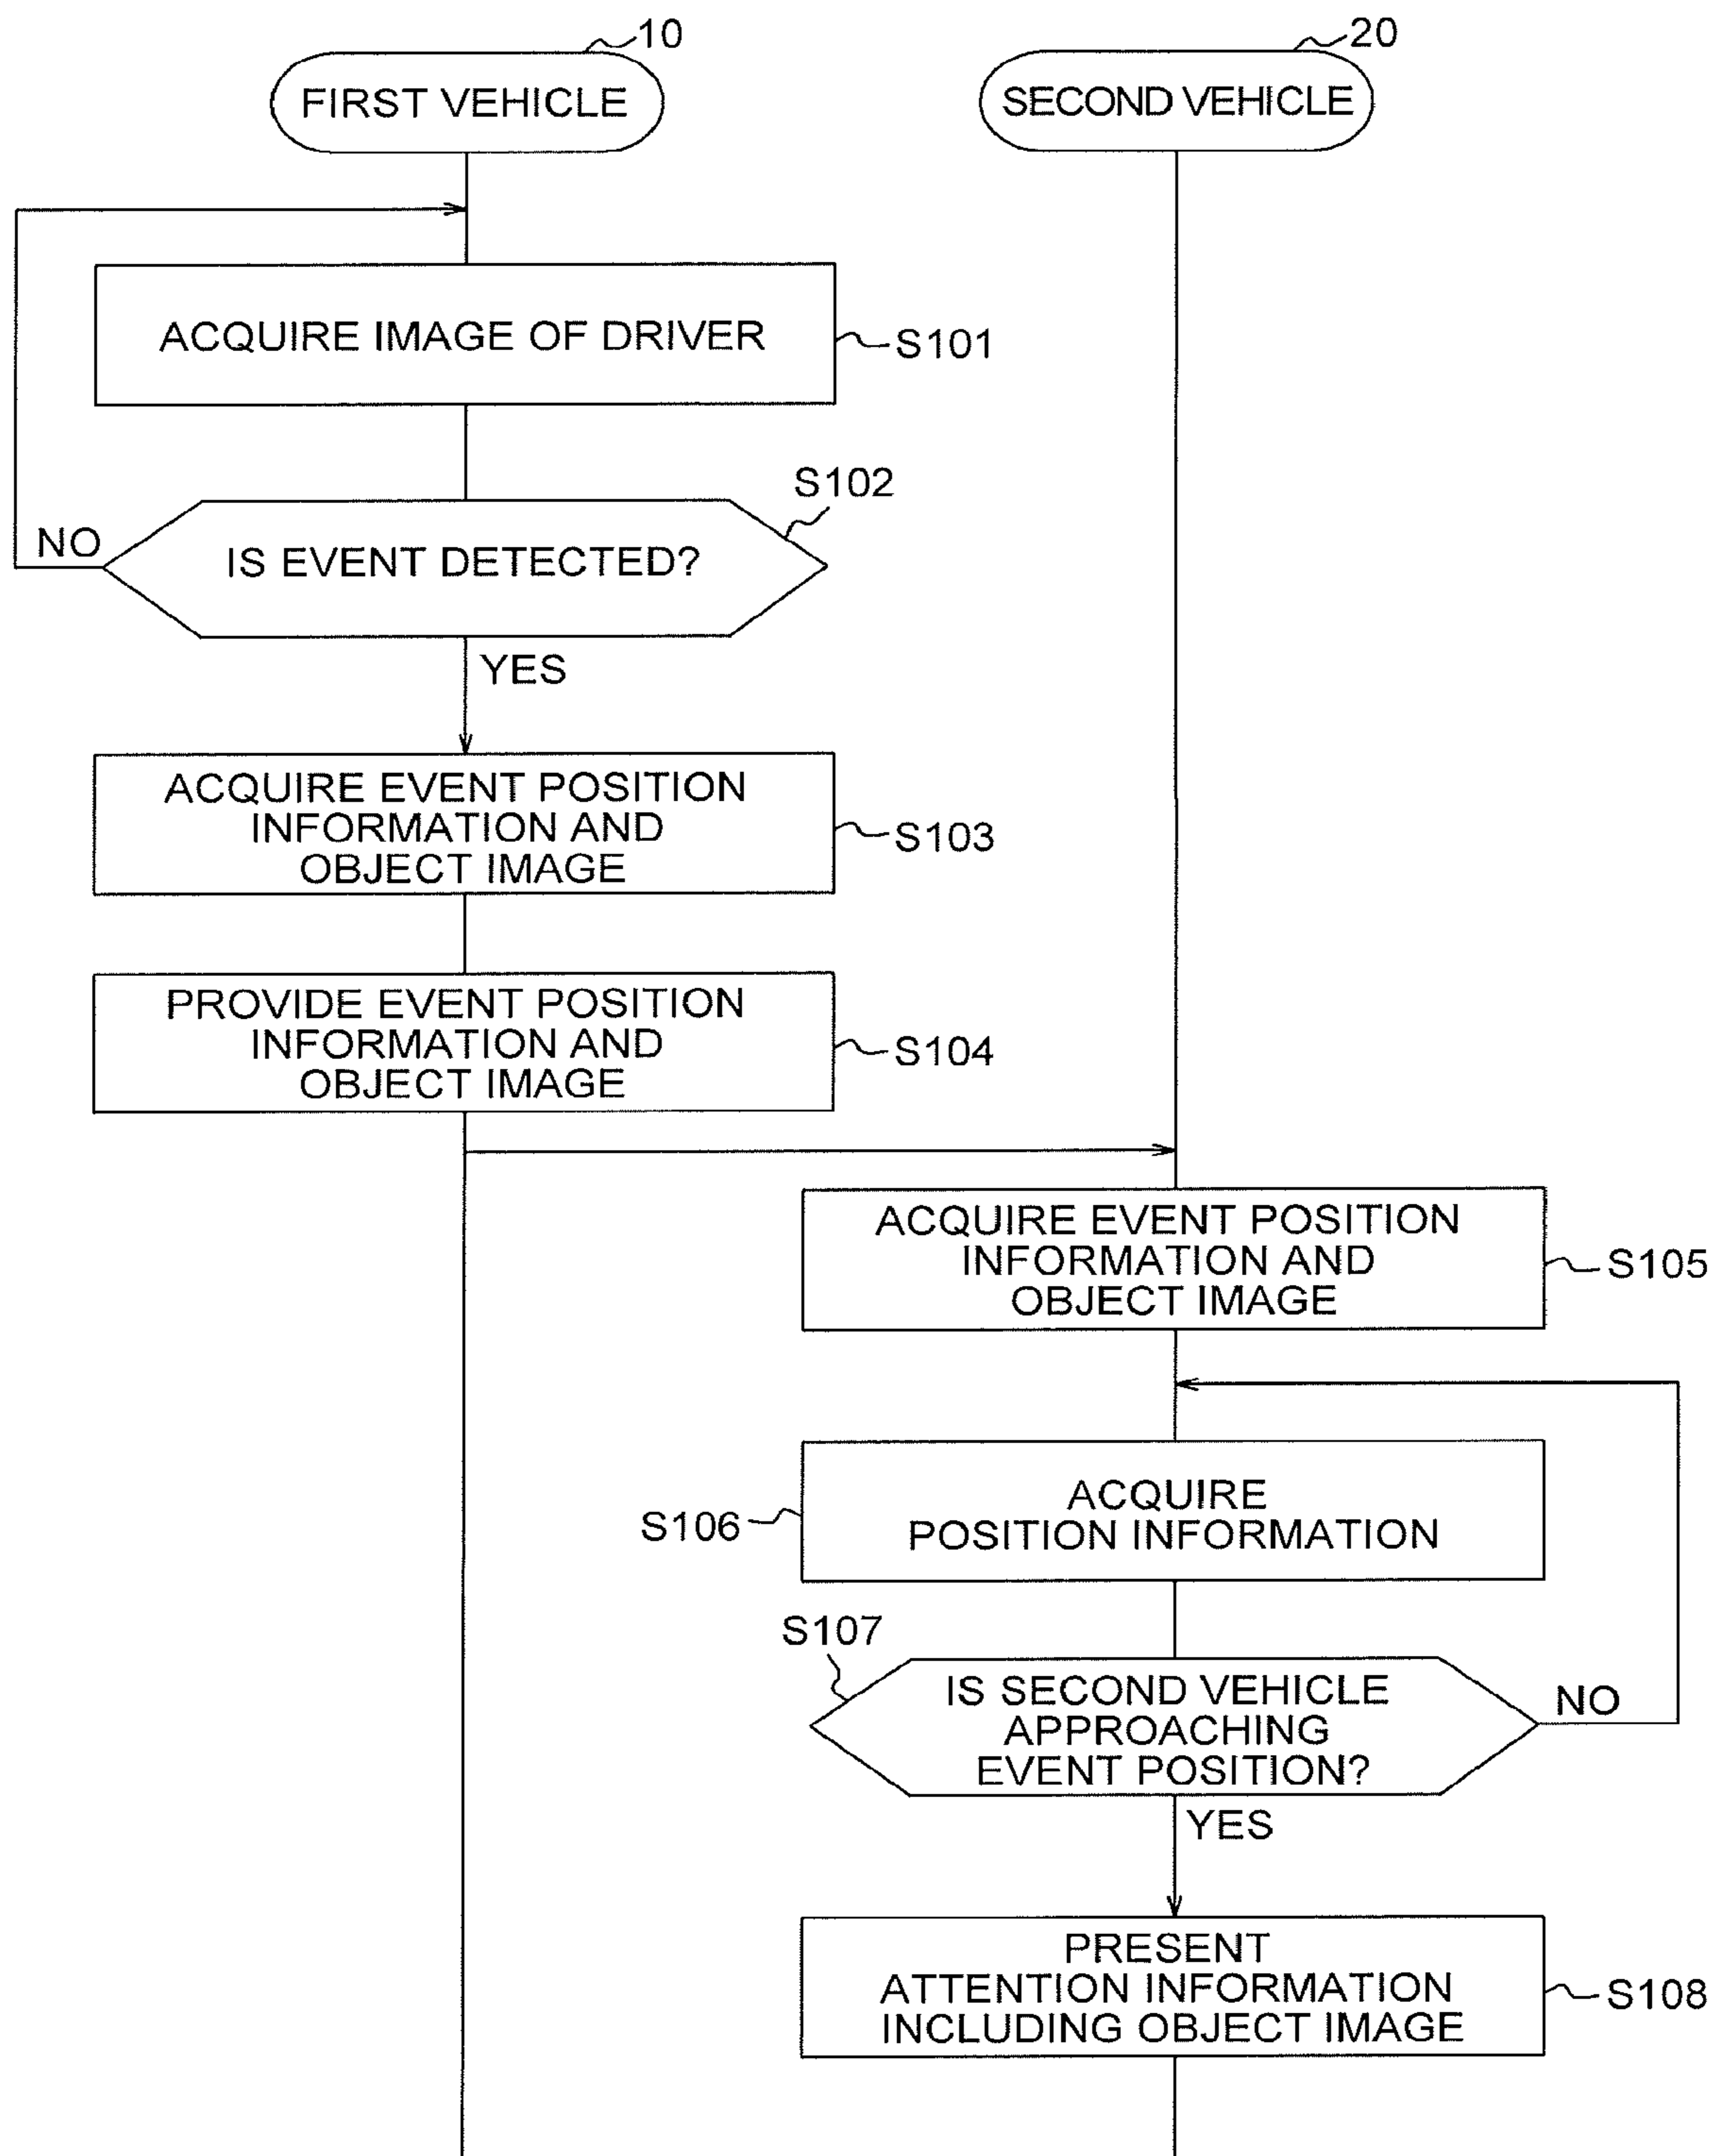 10
20
FIRST VEHICLE
SECOND VEHICLE
ACQUIRE IMAGE OF DRIVER
S101
S102
NO
IS EVENT DETECTED?
YES
ACQUIRE EVENT POSITION
INFORMATION AND
OBJECT IMAGE
S103
PROVIDE EVENT POSITION
INFORMATION AND
OBJECT IMAGE
S104
ACQUIRE EVENT POSITION
INFORMATION AND
OBJECT IMAGE
S105
ACQUIRE
POSITION INFORMATION
S106
S107
IS SECOND VEHICLE
APPROACHING
EVENT POSITION?
NO
YES
PRESENT
ATTENTION INFORMATION
INCLUDING OBJECT IMAGE
S108